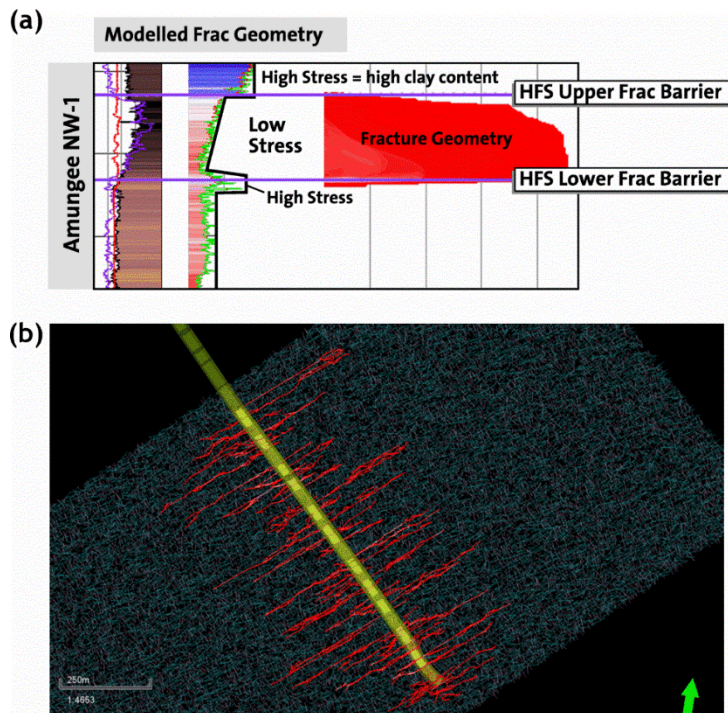 (a)
Modelled Frac Geometry
Amungee NW-1
High Stress = high clay content
HFS Upper Frac Barrier
Low
Stress
Fracture Geometry
HFS Lower Frac Barrier
High Stress
(b)
250m
1:4653